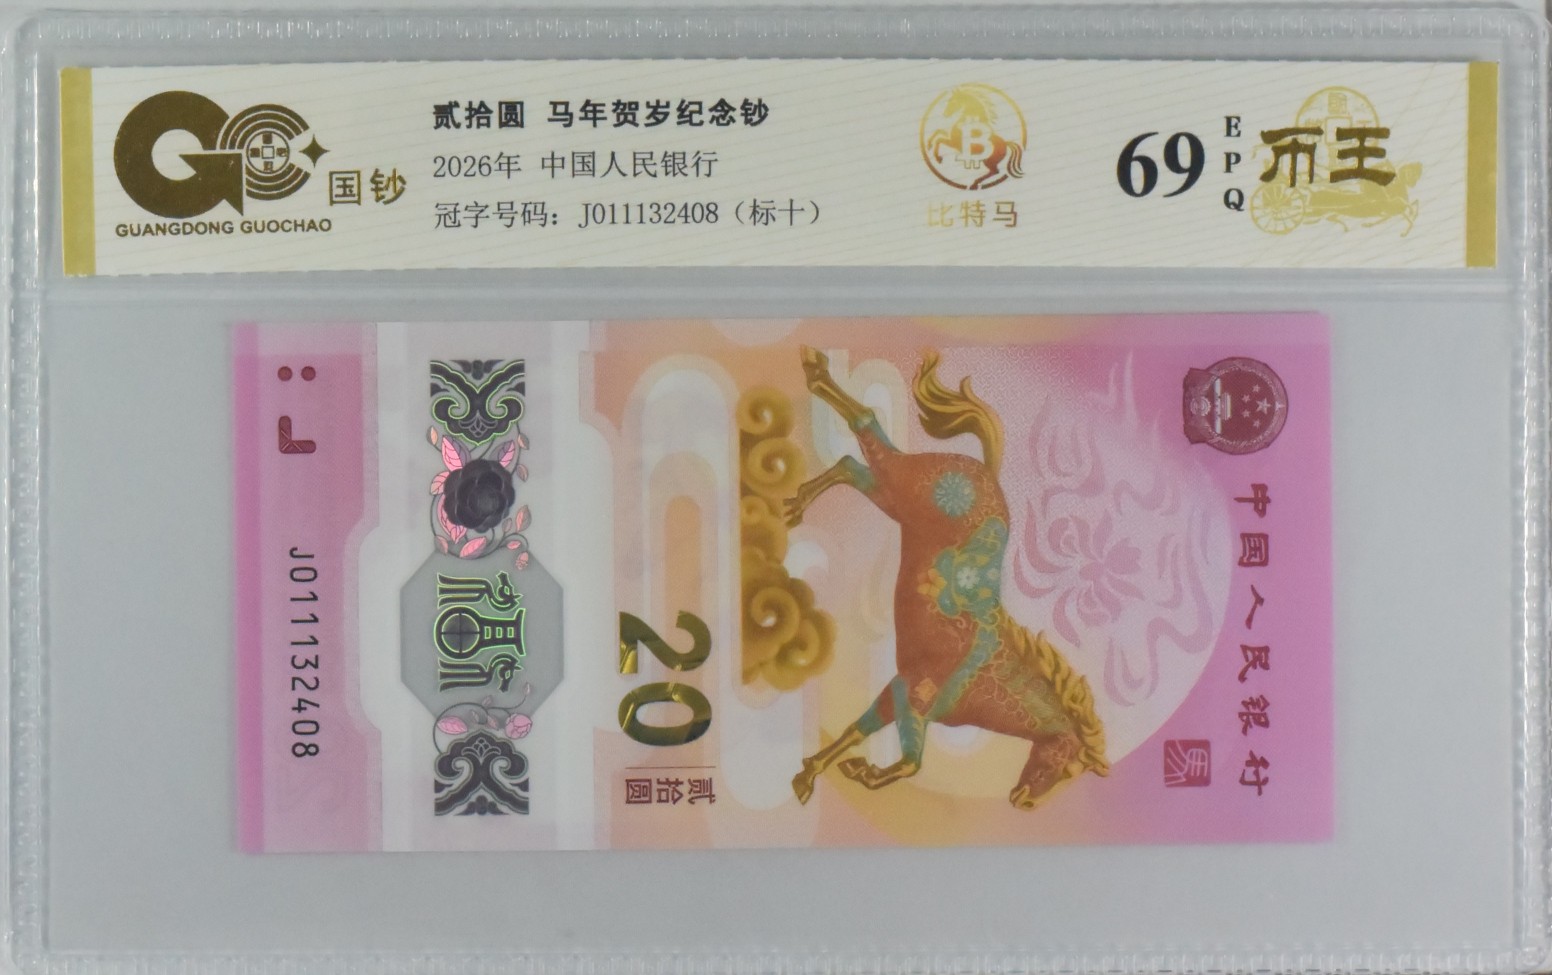 国钞
GUANGDONG GUOCHAO
贰拾圆 马年贺岁纪念钞
2026年 中国人民银行
冠字号码：J011132408（标十）
比特马
69
EPQ
币王
中国人民银行
20
贰拾圆
J011132408